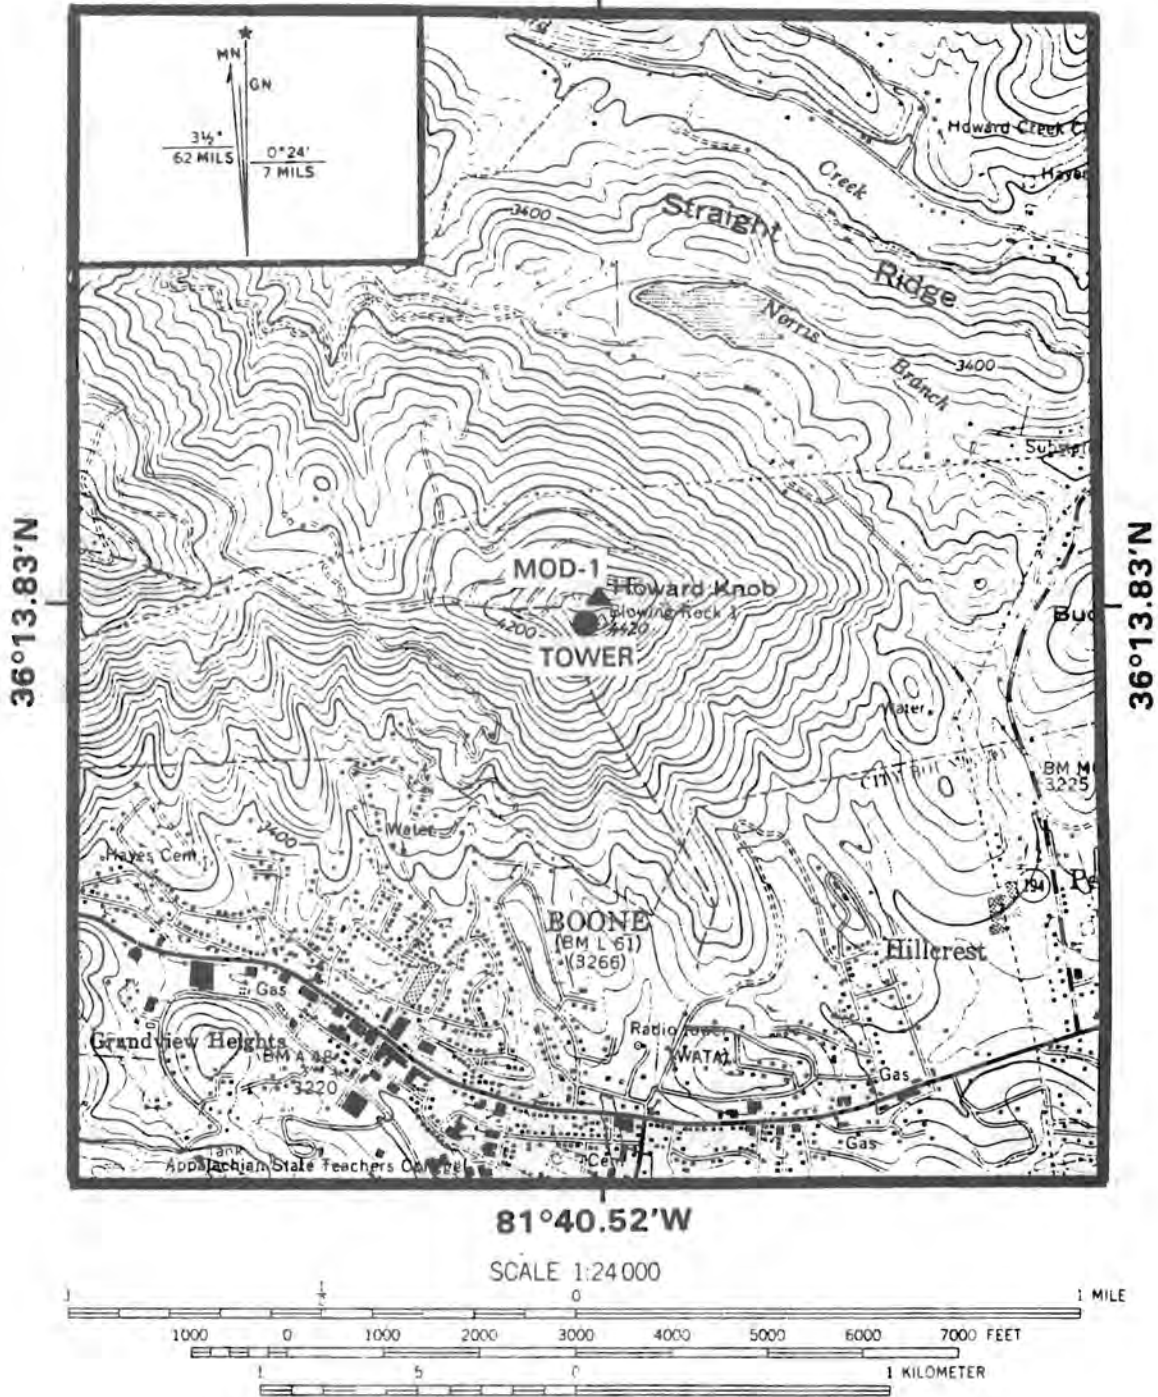 MN
GN
3½°
62 MILS
0°24'
7 MILS
Howard Creek
Creek
3400
Straight
Ridge
Norris
Branch
3400
36°13.83'N
36°13.83'N
MOD-1
Howard Knob
Blowing Rock
4420
4200
TOWER
Water
CITY
BM
3225
3400
Water
Hayes Cem
194
BOONE
(BM L 61)
(3266)
Hillcrest
Gas
Grandview Heights
BM A 48
3220
Radio
(WATA)
Gas
Gas
Tank
Appalachian State Teachers
Cem
81°40.52'W
SCALE 1:24000
1
½
0
1 MILE
1000
0
1000
2000
3000
4000
5000
6000
7000 FEET
1
5
0
1 KILOMETER